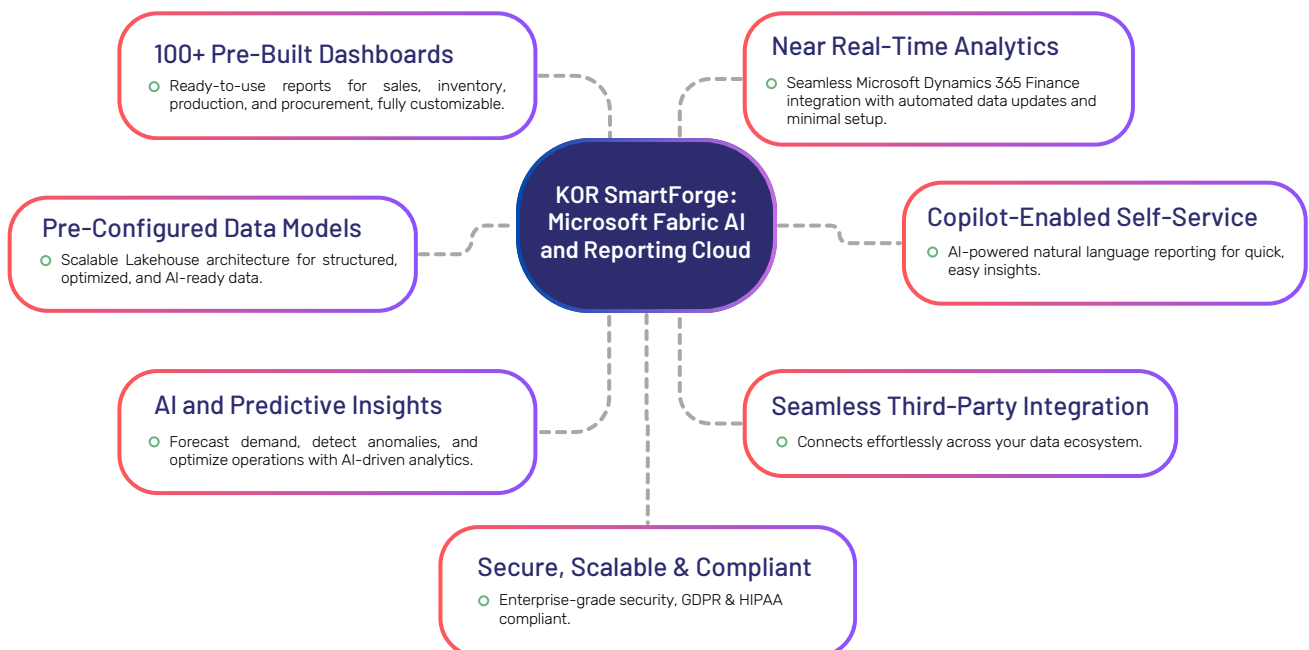 100+ Pre-Built Dashboards
Ready-to-use reports for sales, inventory,
production, and procurement, fully customizable.
Near Real-Time Analytics
Seamless Microsoft Dynamics 365 Finance
integration with automated data updates and
minimal setup.
KOR SmartForge:
Microsoft Fabric AI
and Reporting Cloud
Pre-Configured Data Models
Scalable Lakehouse architecture for structured,
optimized, and AI-ready data.
Copilot-Enabled Self-Service
AI-powered natural language reporting for quick,
easy insights.
AI and Predictive Insights
Forecast demand, detect anomalies, and
optimize operations with AI-driven analytics.
Seamless Third-Party Integration
Connects effortlessly across your data ecosystem.
Secure, Scalable & Compliant
Enterprise-grade security, GDPR & HIPAA
compliant.